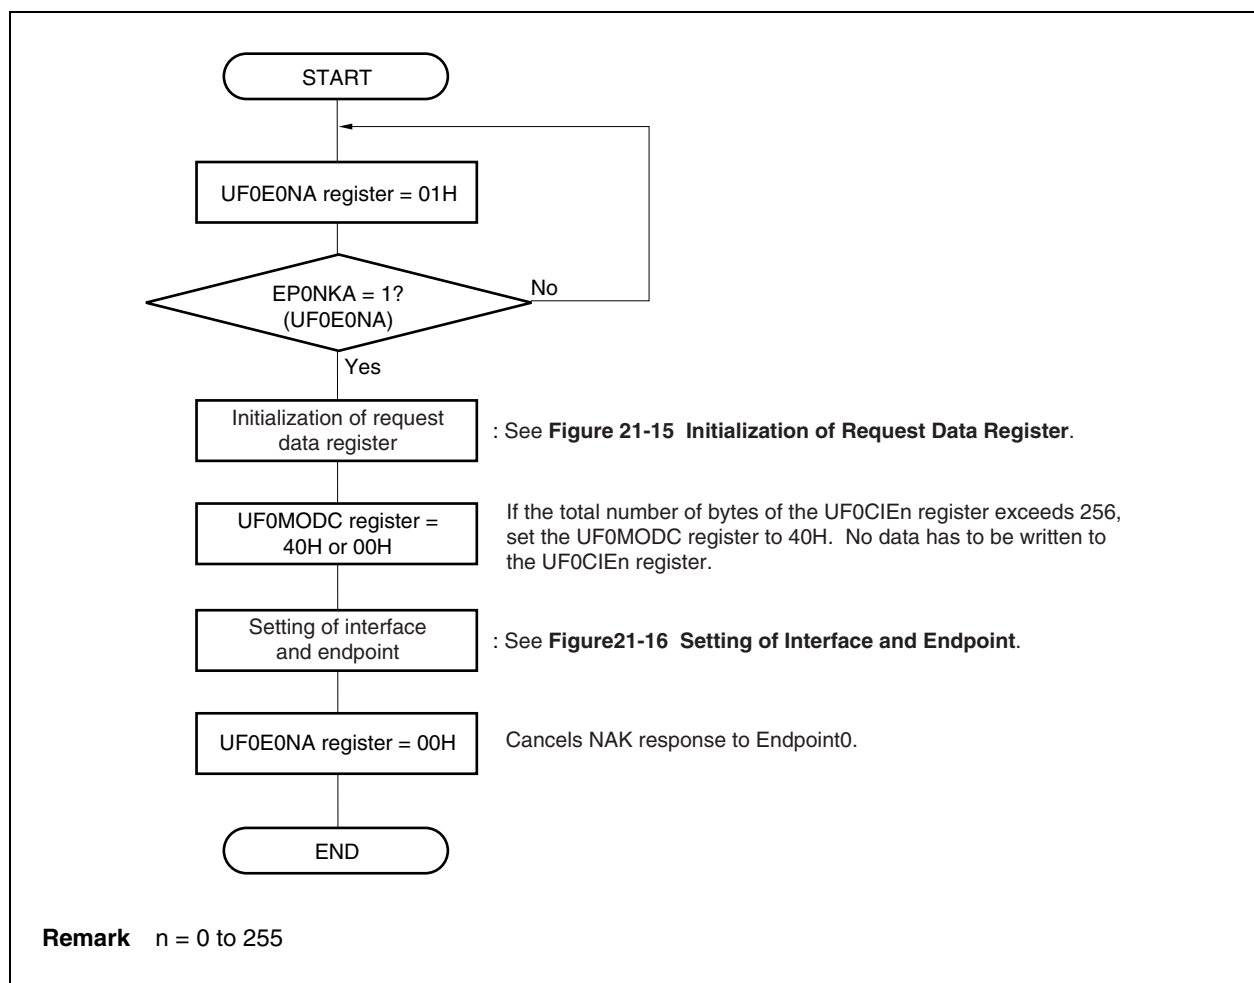 START
UF0E0NA register = 01H
EP0NKA = 1?
(UF0E0NA)
No
Yes
Initialization of request
data register
: See Figure 21-15  Initialization of Request Data Register.
UF0MODC register =
40H or 00H
If the total number of bytes of the UF0CIEn register exceeds 256,
set the UF0MODC register to 40H.  No data has to be written to
the UF0CIEn register.
Setting of interface
and endpoint
: See Figure21-16  Setting of Interface and Endpoint.
UF0E0NA register = 00H
Cancels NAK response to Endpoint0.
END
Remark    n = 0 to 255